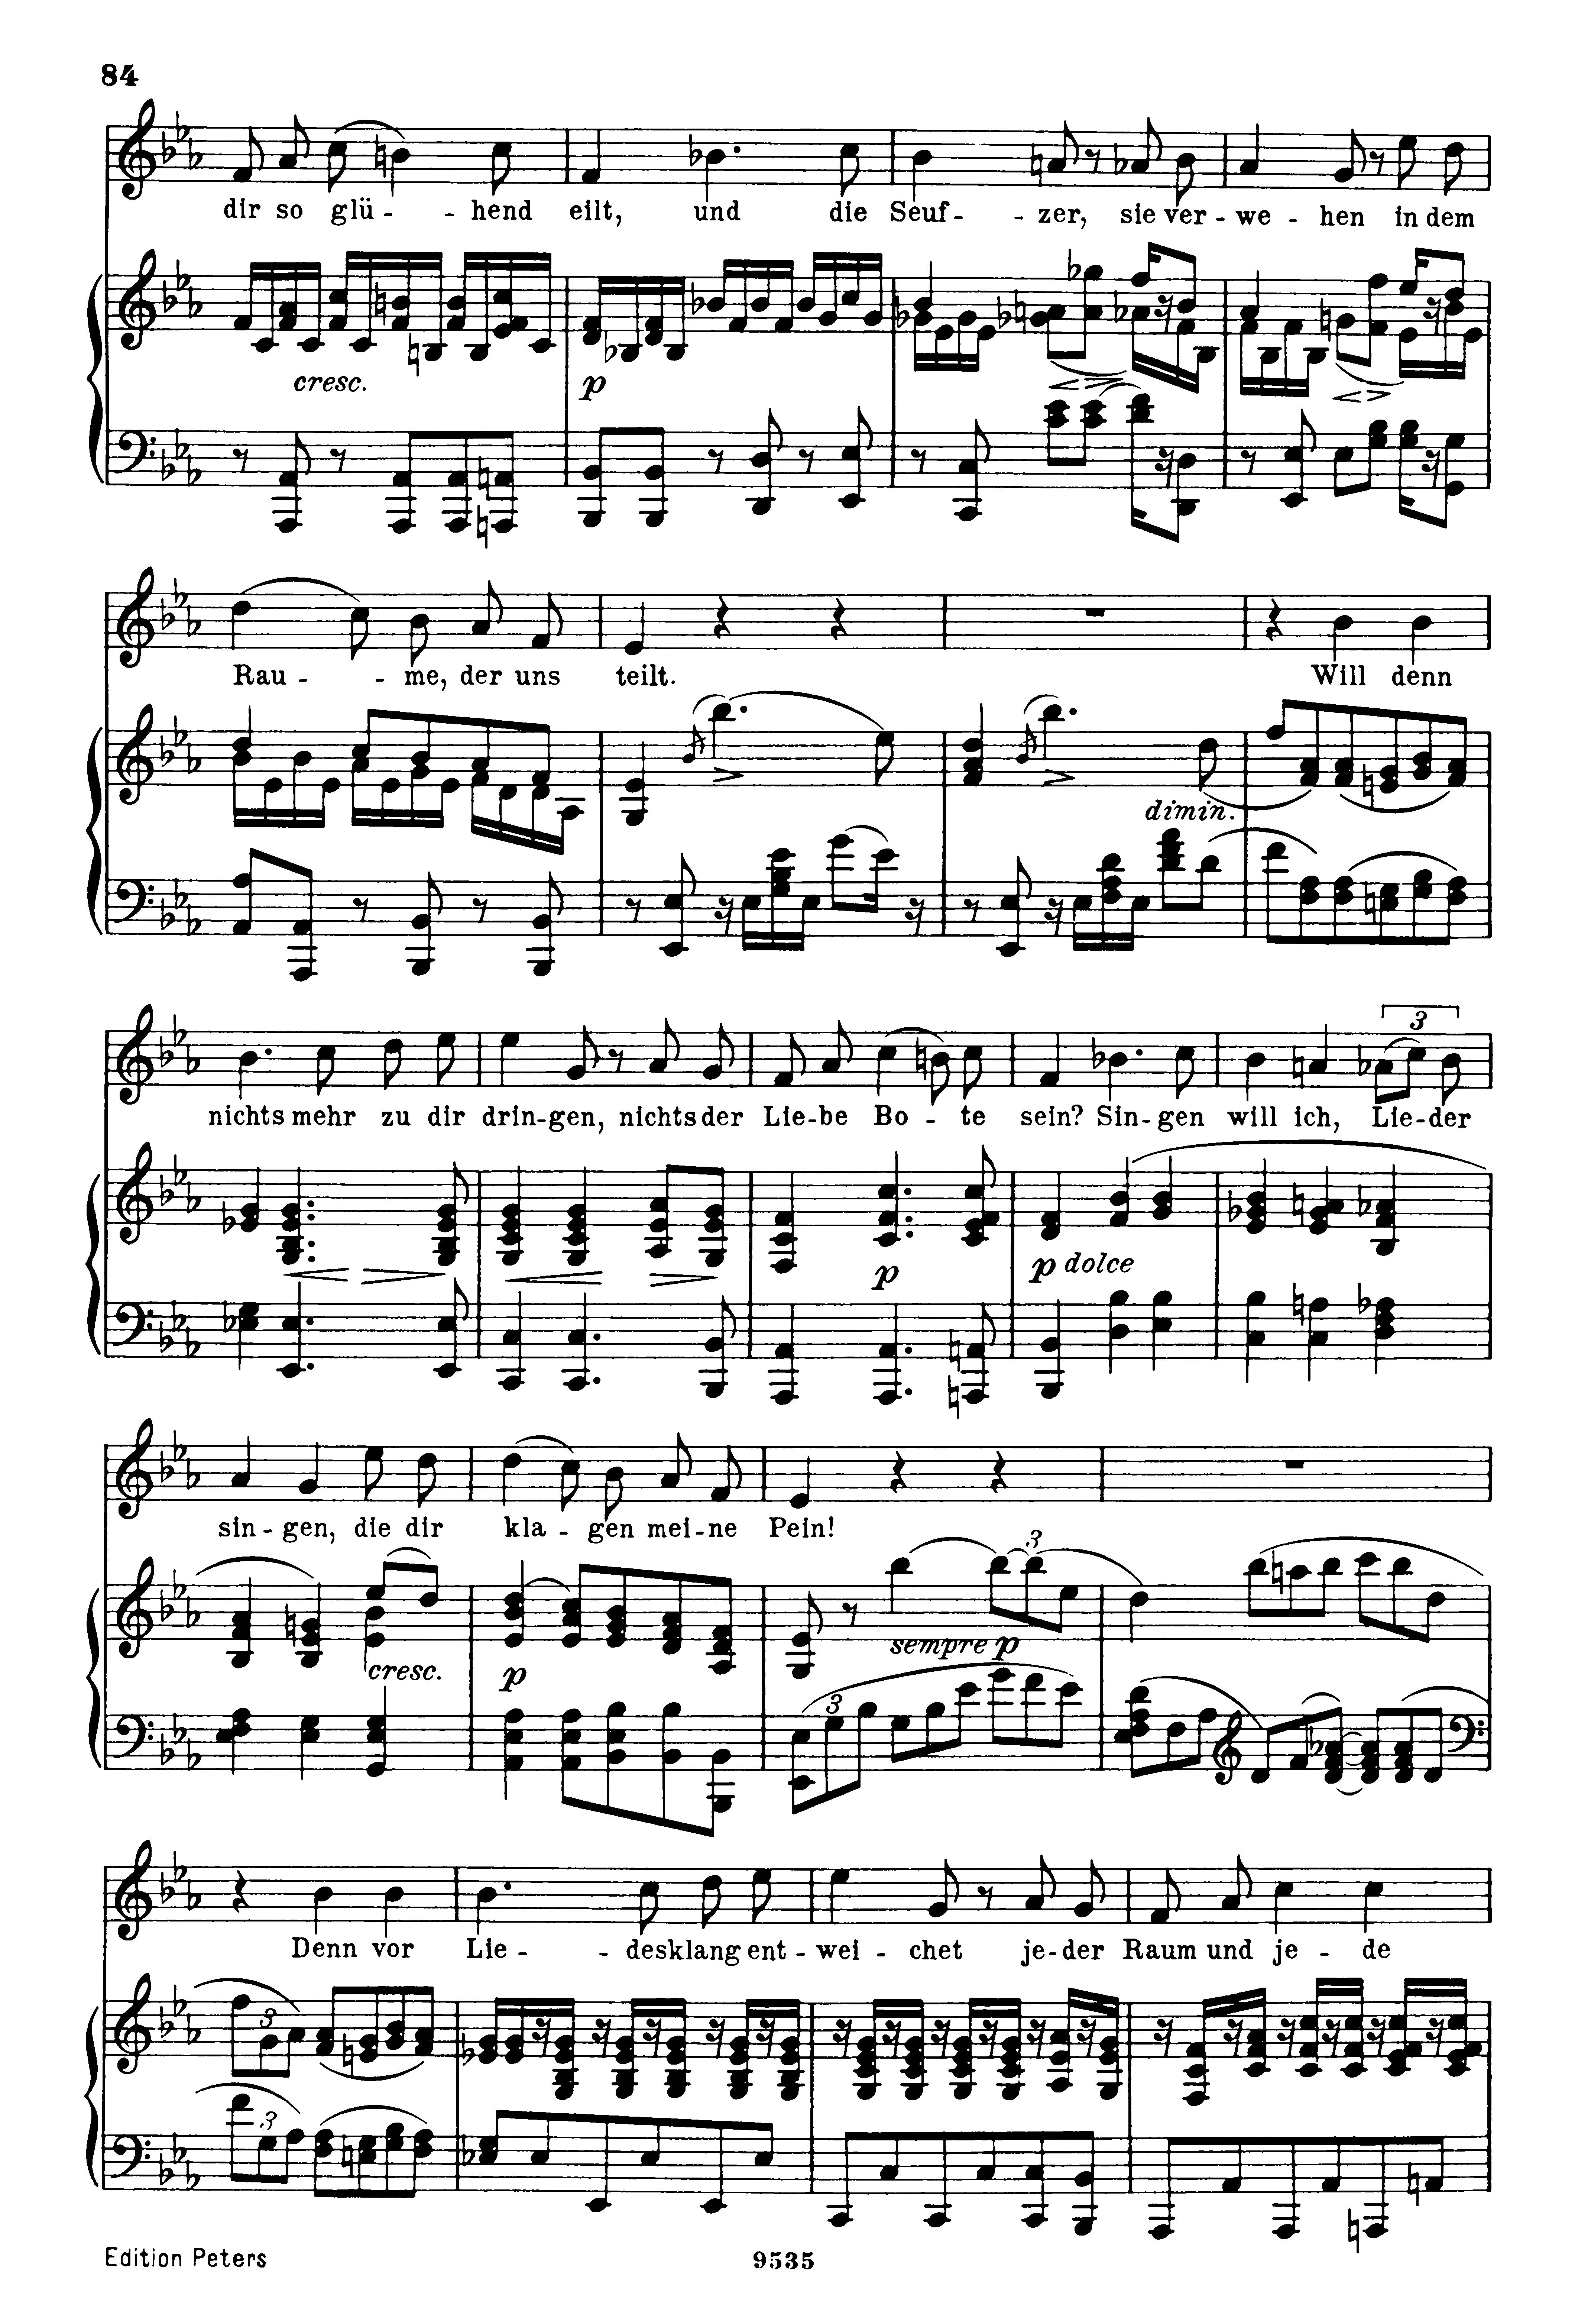 84
dir so glü - - hend eilt, und die Seuf - - zer, sie ver - we - hen in dem
cresc.
p
Rau - - me, der uns teilt. Will denn
dimin.
nichts mehr zu dir drin-gen, nichts der Lie-be Bo - te sein? Sin-gen will ich, Lie-der
3
p
p dolce
sin - gen, die dir kla - gen mei-ne Pein!
cresc.
p
3
sempre p
3
Denn vor Lie - - desklang ent - wei - chet je-der Raum und je - de
3
3
Edition Peters
9535